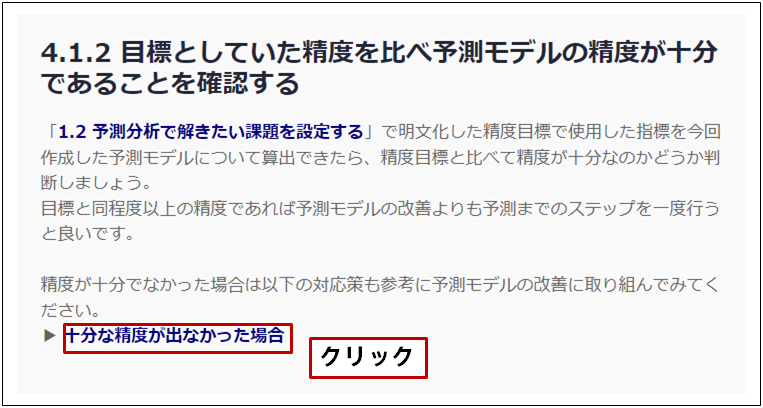 4.1.2 目標としていた精度を比べ予測モデルの精度が十分
であることを確認する
「1.2 予測分析で解きたい課題を設定する」で明文化した精度目標で使用した指標を今回
作成した予測モデルについて算出できたら、精度目標と比べて精度が十分なのかどうか判
断しましょう。
目標と同程度以上の精度であれば予測モデルの改善よりも予測までのステップを一度行う
と良いです。
精度が十分でなかった場合は以下の対応策も参考に予測モデルの改善に取り組んでみてく
ださい。
▶ 十分な精度が出なかった場合
クリック